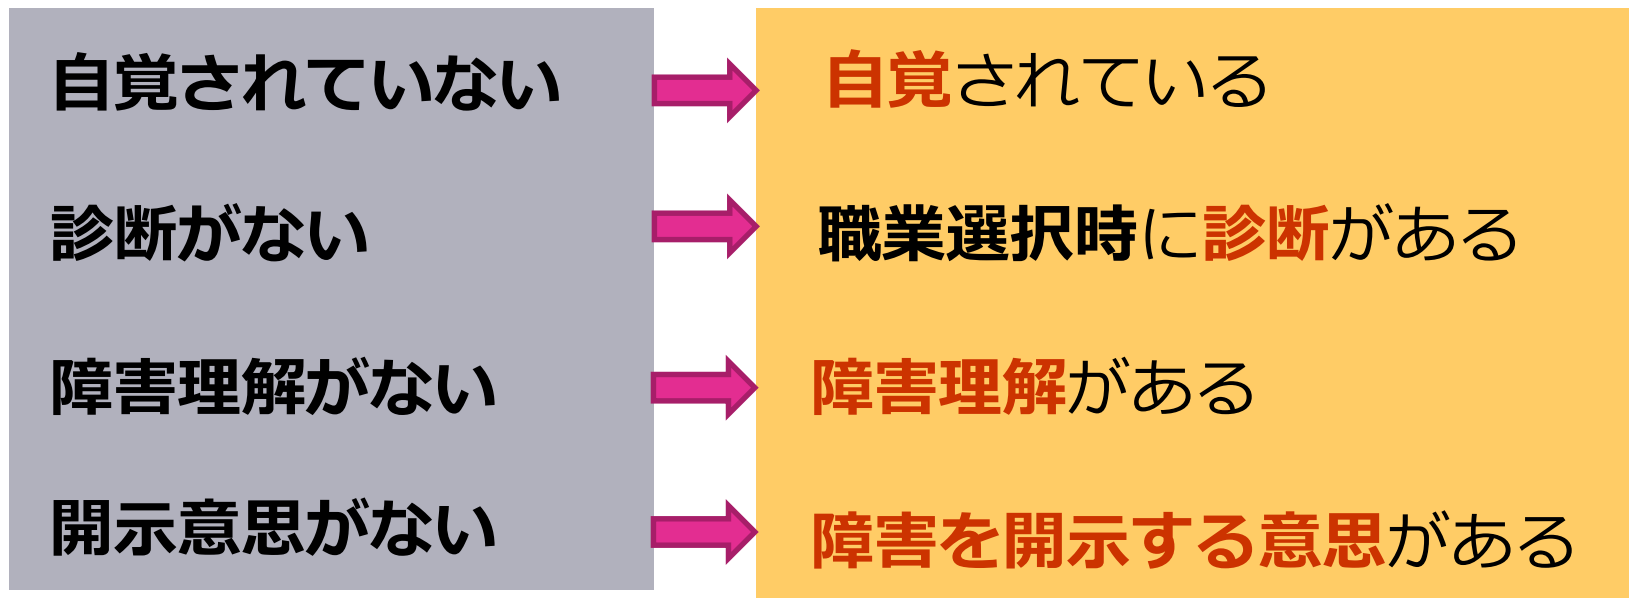 自覚されていない
自覚されている
診断がない
職業選択時に診断がある
障害理解がない
障害理解がある
開示意思がない
障害を開示する意思がある